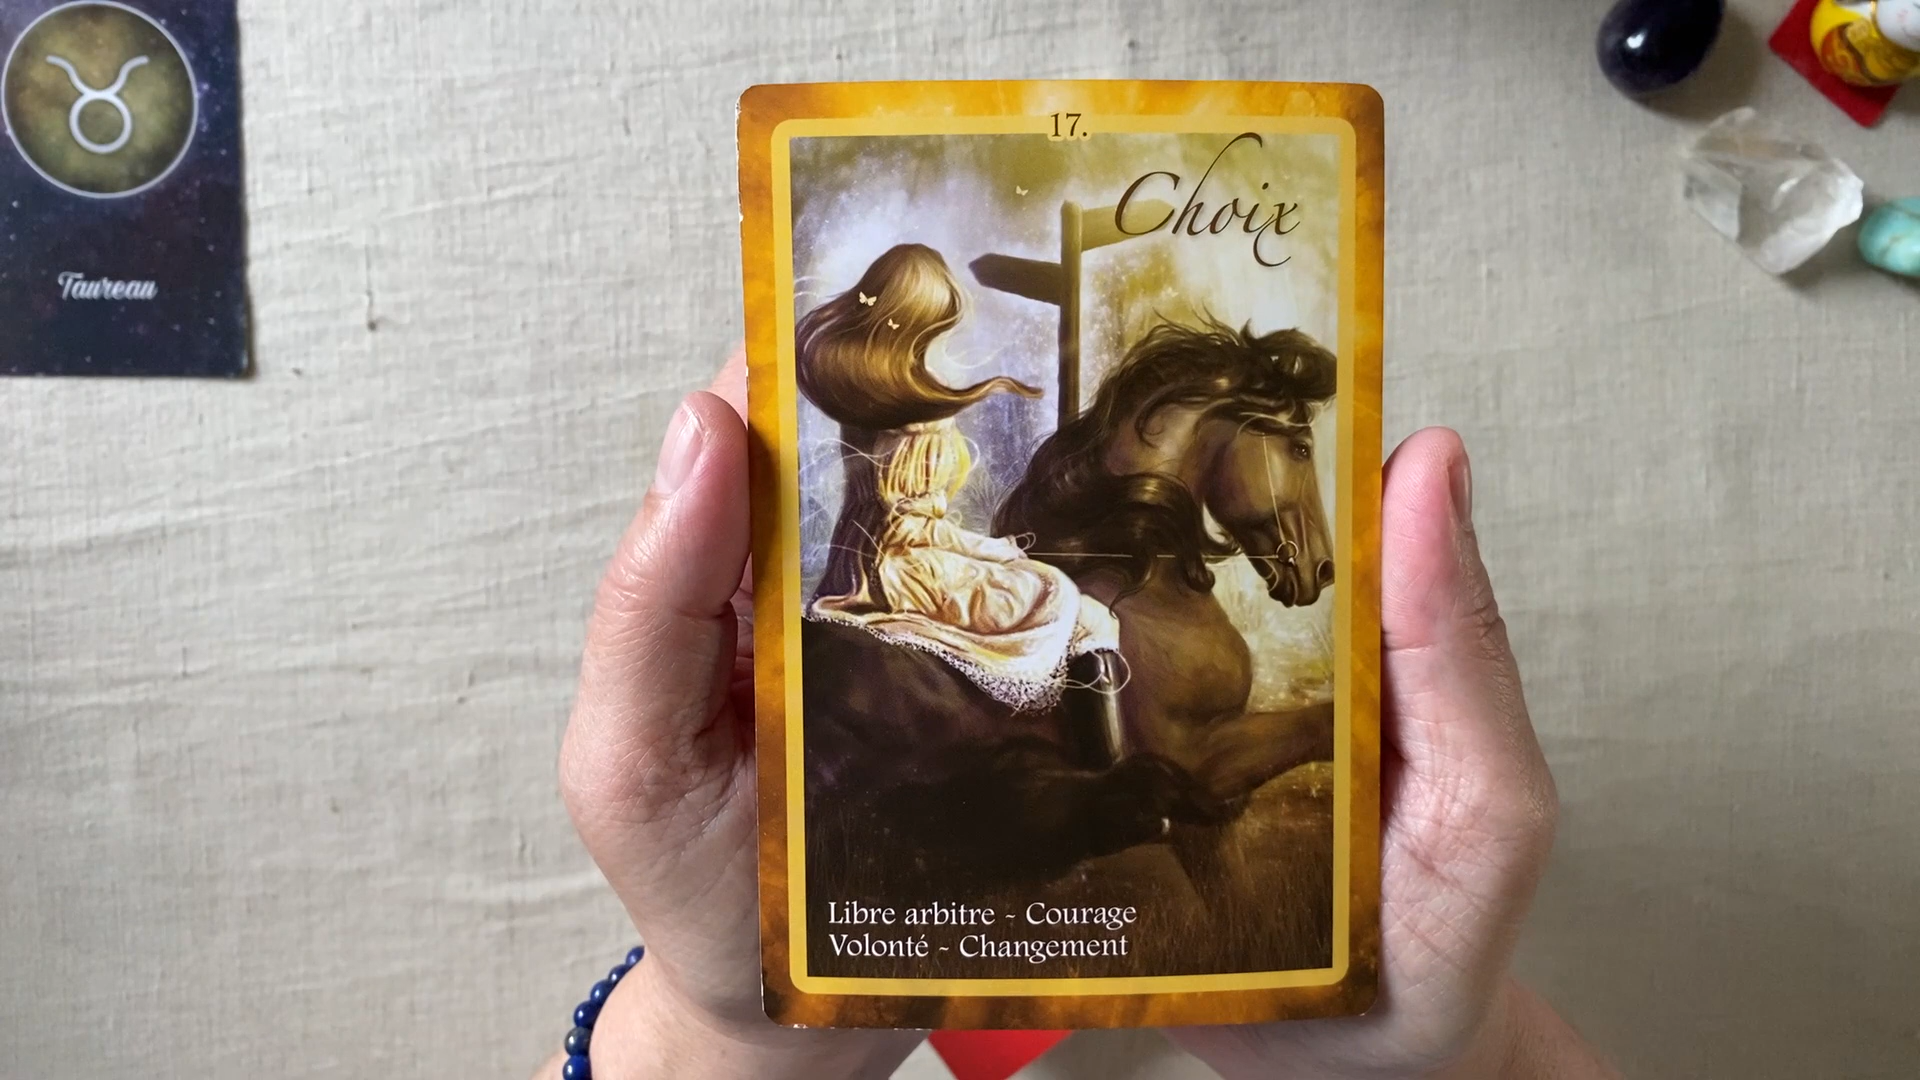 Taureau
17.
Choix
Libre arbitre ~ Courage
Volonté ~ Changement